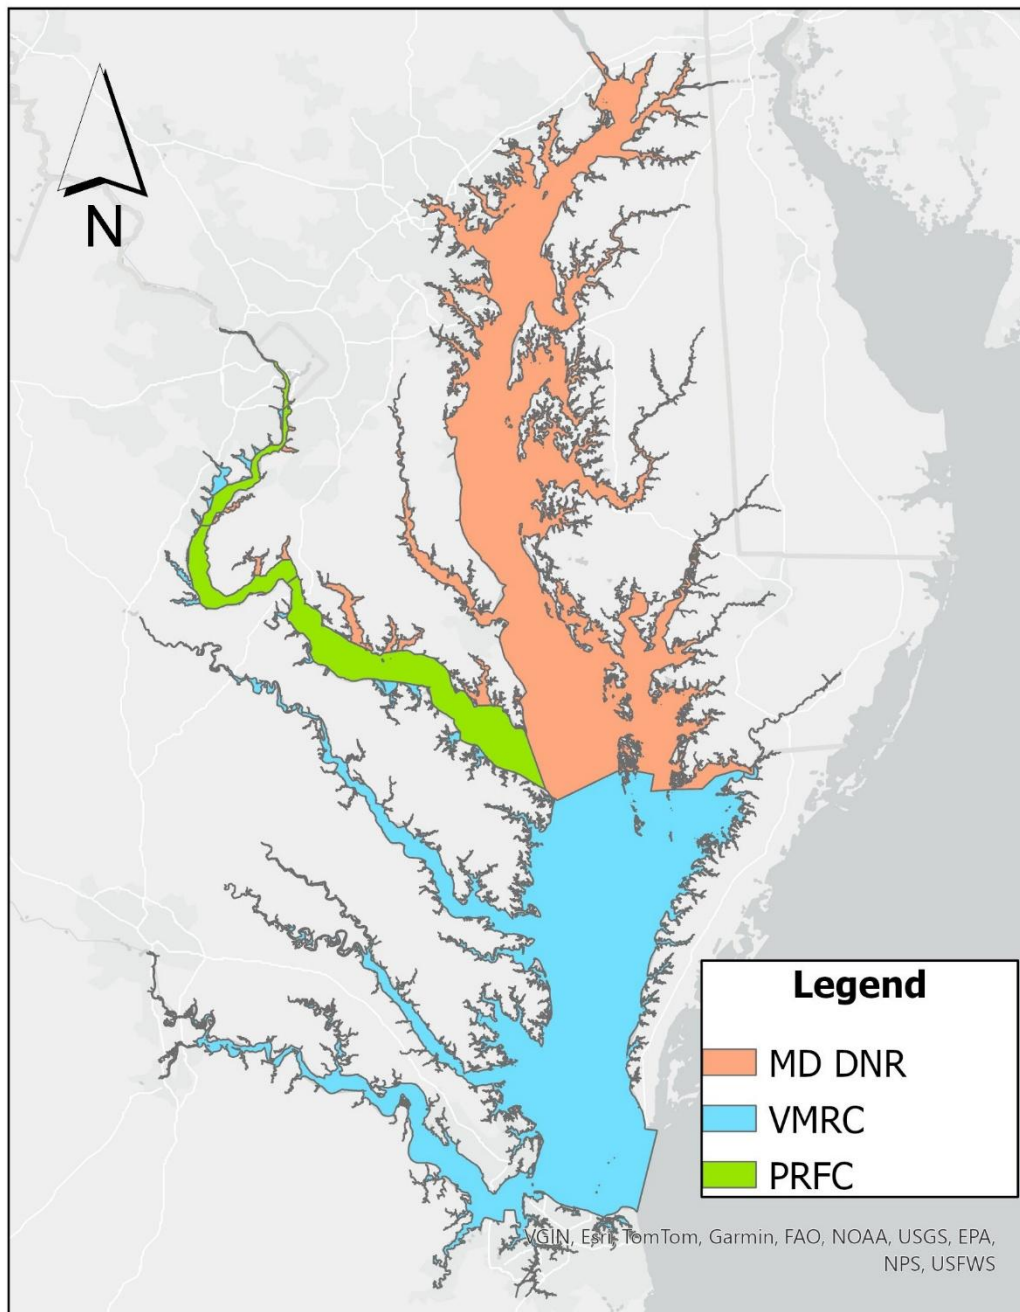 N
Legend
MD DNR
VMRC
PRFC
VGIN, Esri, TomTom, Garmin, FAO, NOAA, USGS, EPA,
NPS, USFWS